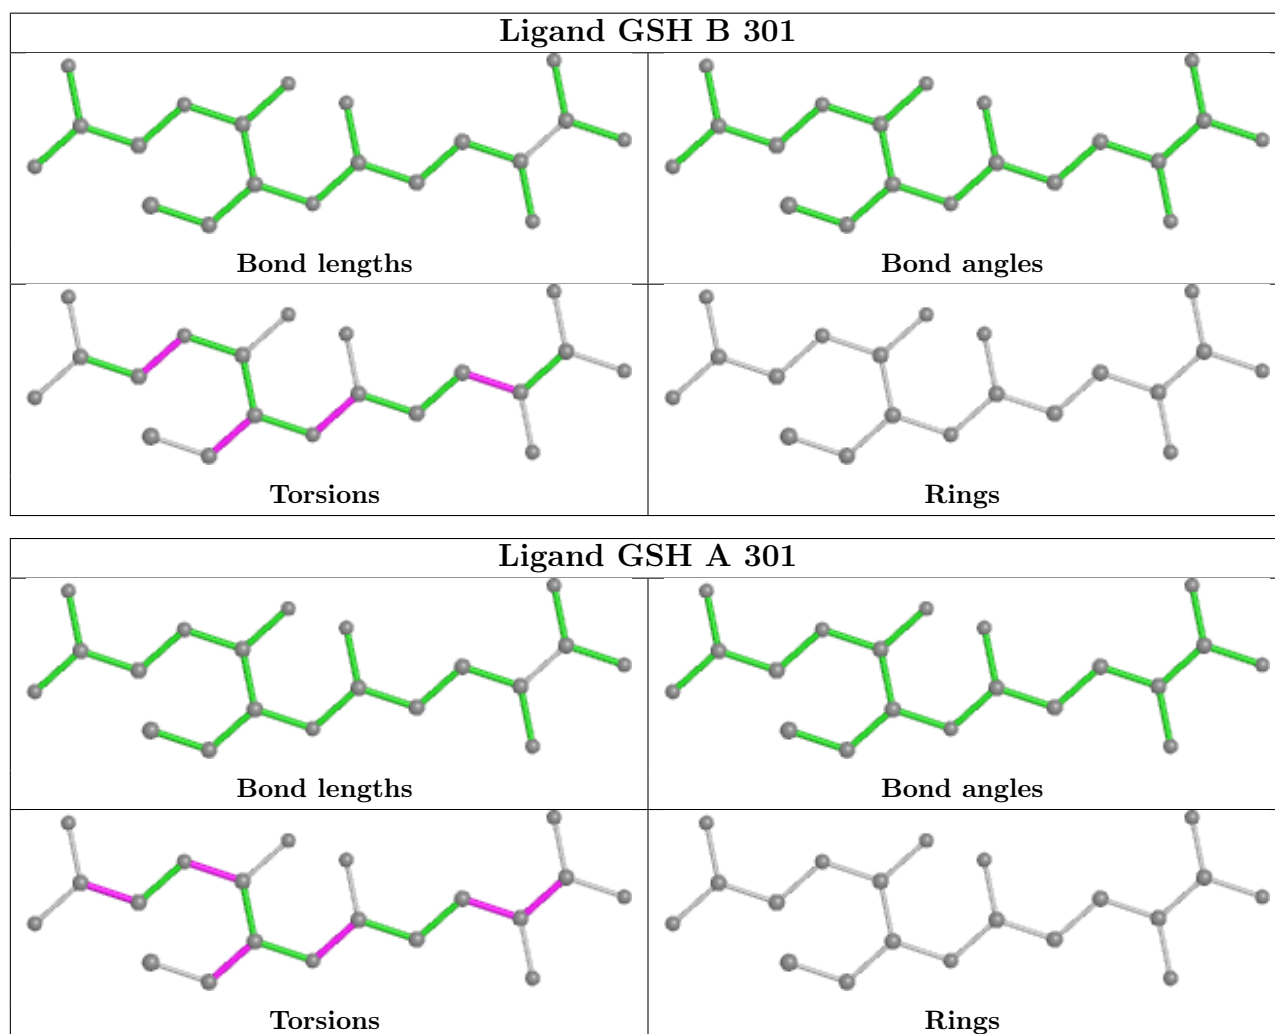 Ligand GSH B 301
Bond lengths
Bond angles
Torsions
Rings
Ligand GSH A 301
Bond lengths
Bond angles
Torsions
Rings